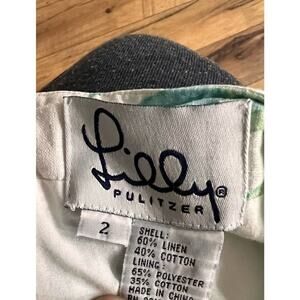 Lilly®
PULITZER
2
SHELL:
60% LINEN
40% COTTON
LINING:
65% POLYESTER
35% COTTON
MADE IN CHINA